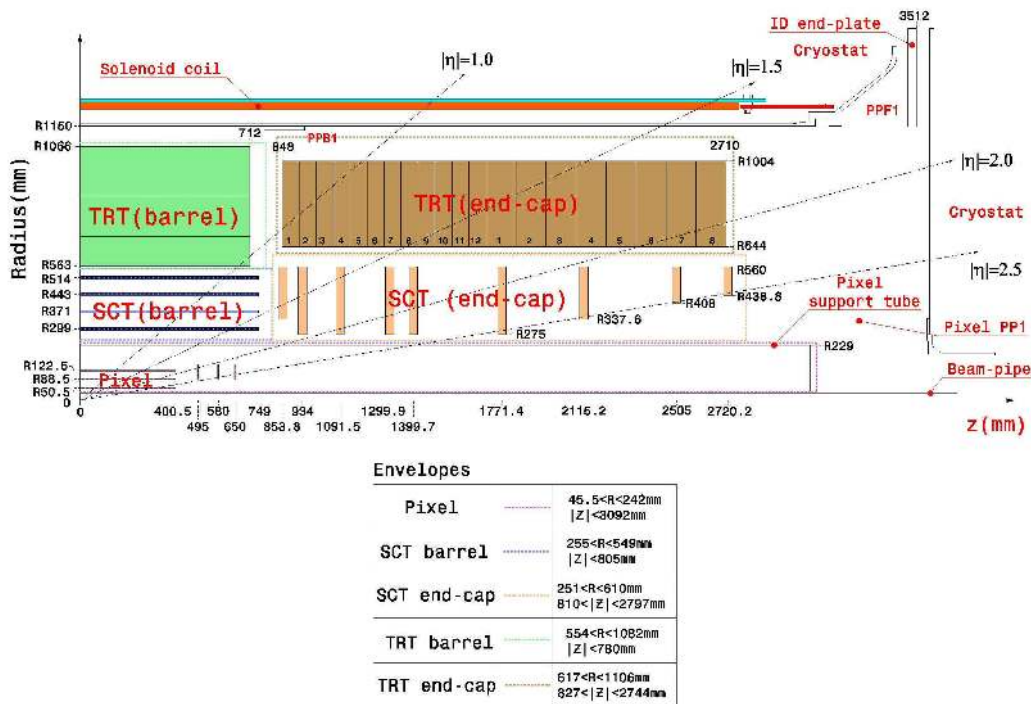 ID end-plate
3512
Cryostat
|η|=1.0
|η|=1.5
Solenoid coil
PPF1
R1160
712
PPB1
R1066
848
2710
R1004
|η|=2.0
TRT(barrel)
TRT(end-cap)
Cryostat
Radius(mm)
1 2 3 4 5 6 7 8 9 10 11 12 1 2 3 4 5 6 7 8
R644
R563
R560
R514
|η|=2.5
R443
SCT(barrel)
SCT (end-cap)
R438.8
R408
Pixel
support tube
R371
R337.6
R299
R275
Pixel PP1
R229
R122.5
Pixel
Beam-pipe
R88.5
R50.5
0
0
400.5
580
749
934
1299.9
1771.4
2116.2
2505
2720.2
z(mm)
495
650
853.8
1091.5
1399.7
Envelopes
Pixel
45.5<R<242mm
|Z|<3092mm
SCT barrel
255<R<549mm
|Z|<805mm
SCT end-cap
251<R<610mm
810<|Z|<2797mm
TRT barrel
554<R<1082mm
|Z|<780mm
TRT end-cap
617<R<1106mm
827<|Z|<2744mm